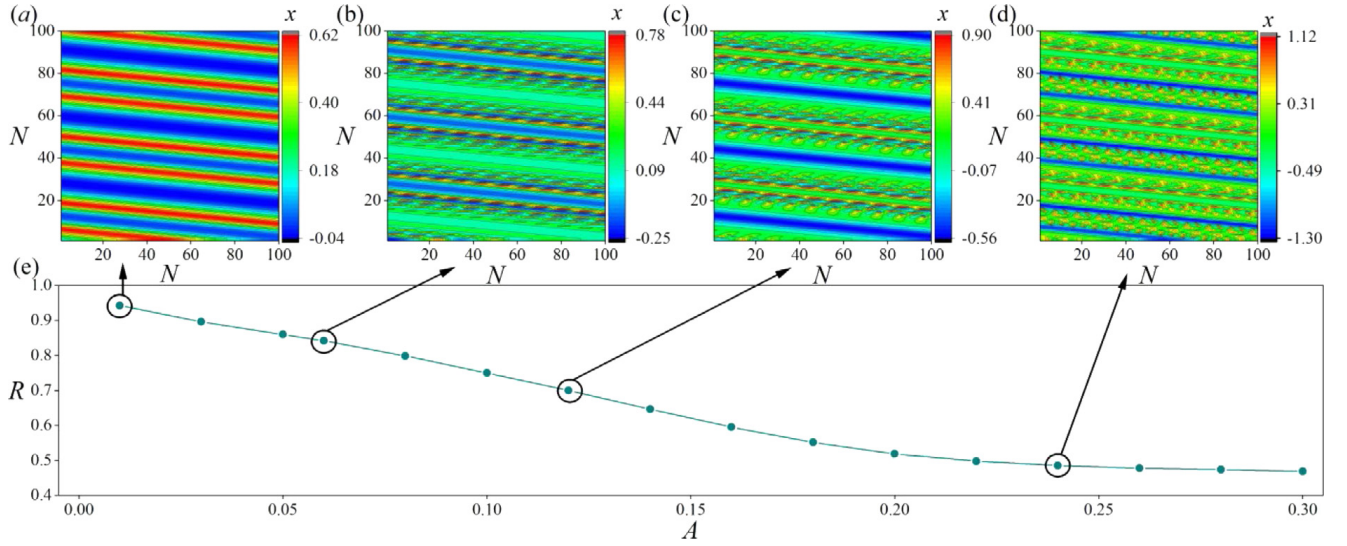 (a) x (b) x (c) x (d) x
100 0.62 100 0.78 100 0.90 100 1.12
80 80 80 80
N 60 0.40 N 60 0.44 N 60 0.41 N 60 0.31
40 0.18 40 0.09 40 -0.07 40 -0.49
20 20 20 20
-0.04 -0.25 -0.56 -1.30
20 40 60 80 100 20 40 60 80 100 20 40 60 80 100 20 40 60 80 100
N N N N
(e)
1.0
0.9
0.8
R 0.7
0.6
0.5
0.4
0.00 0.05 0.10 0.15 0.20 0.25 0.30
A